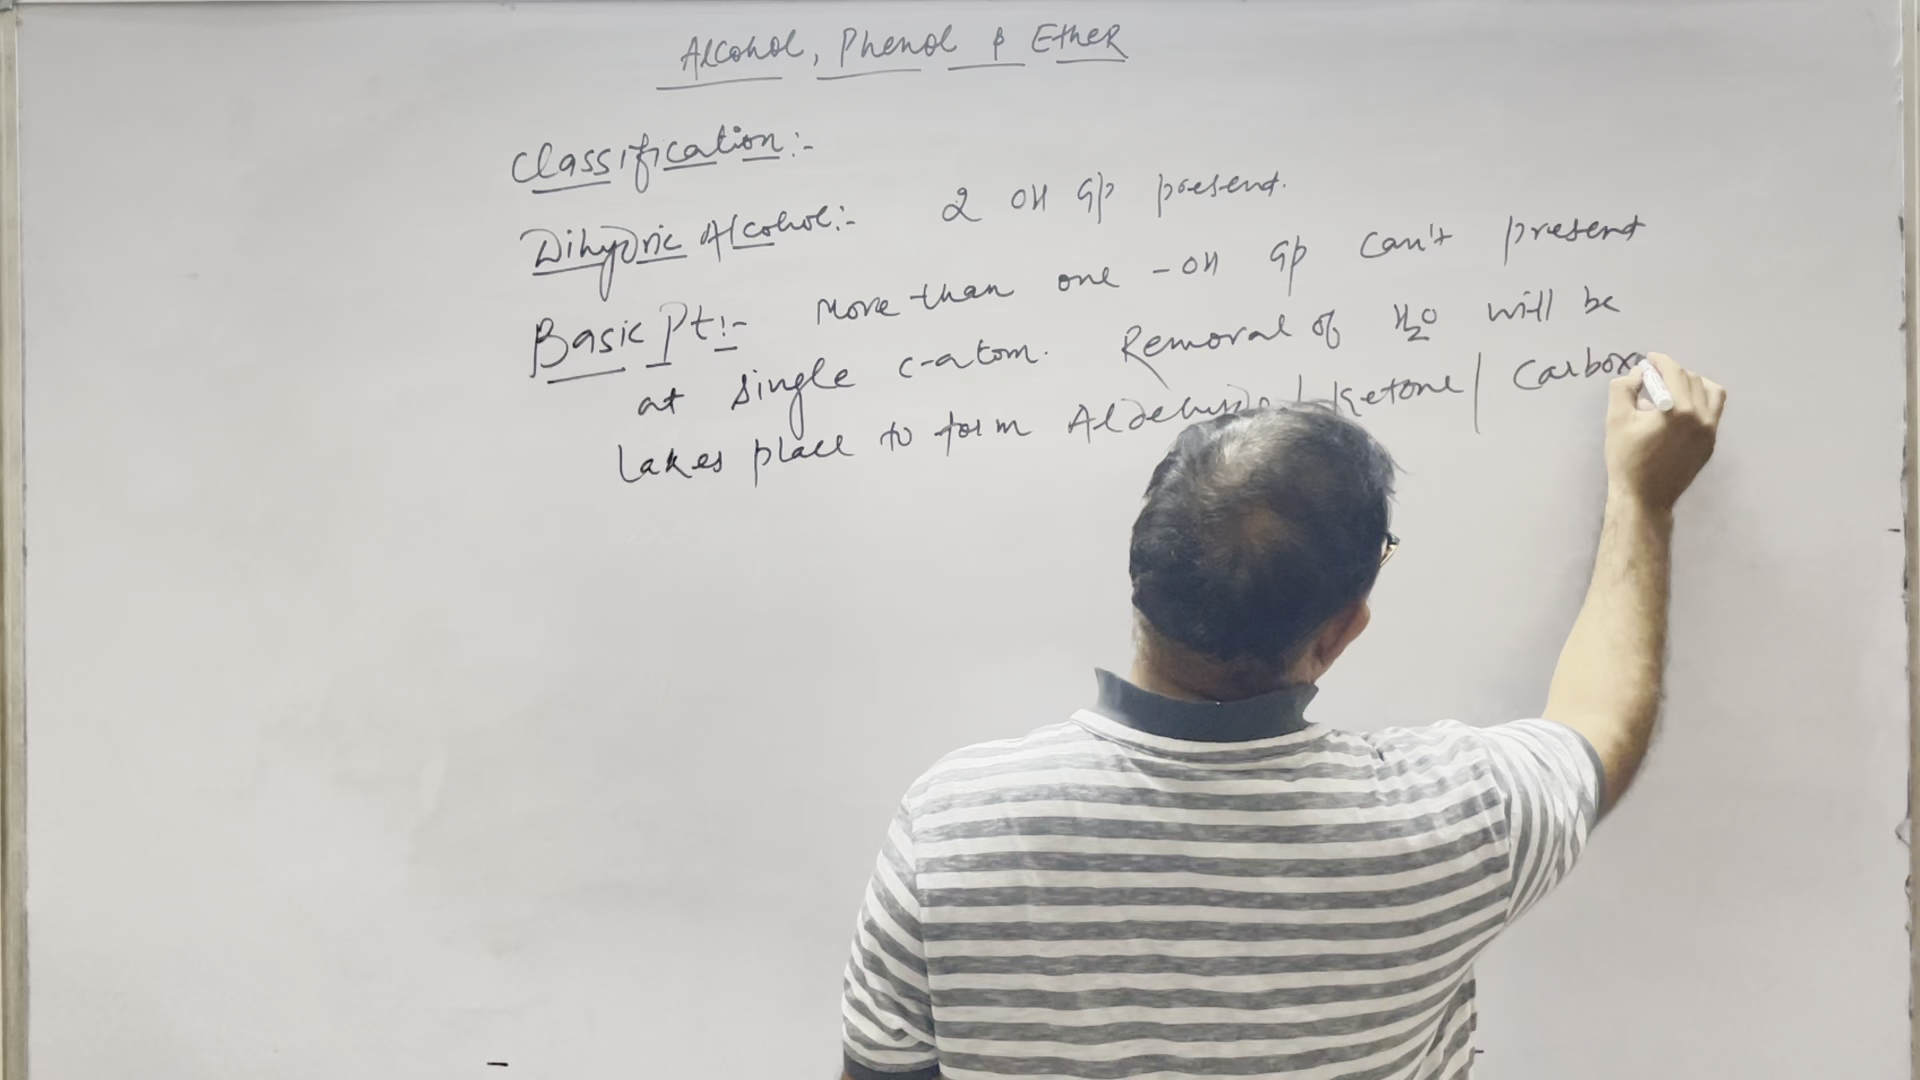 Alcohol, Phenol & Ether
Classification:-
Dihydric Alcohol:- 2 OH Gp present.
Basic Pt:- More than one -OH Gp can't present
at single c-atom. Removal of H2O will be
takes place to form Aldehyde / Ketone / Carbox